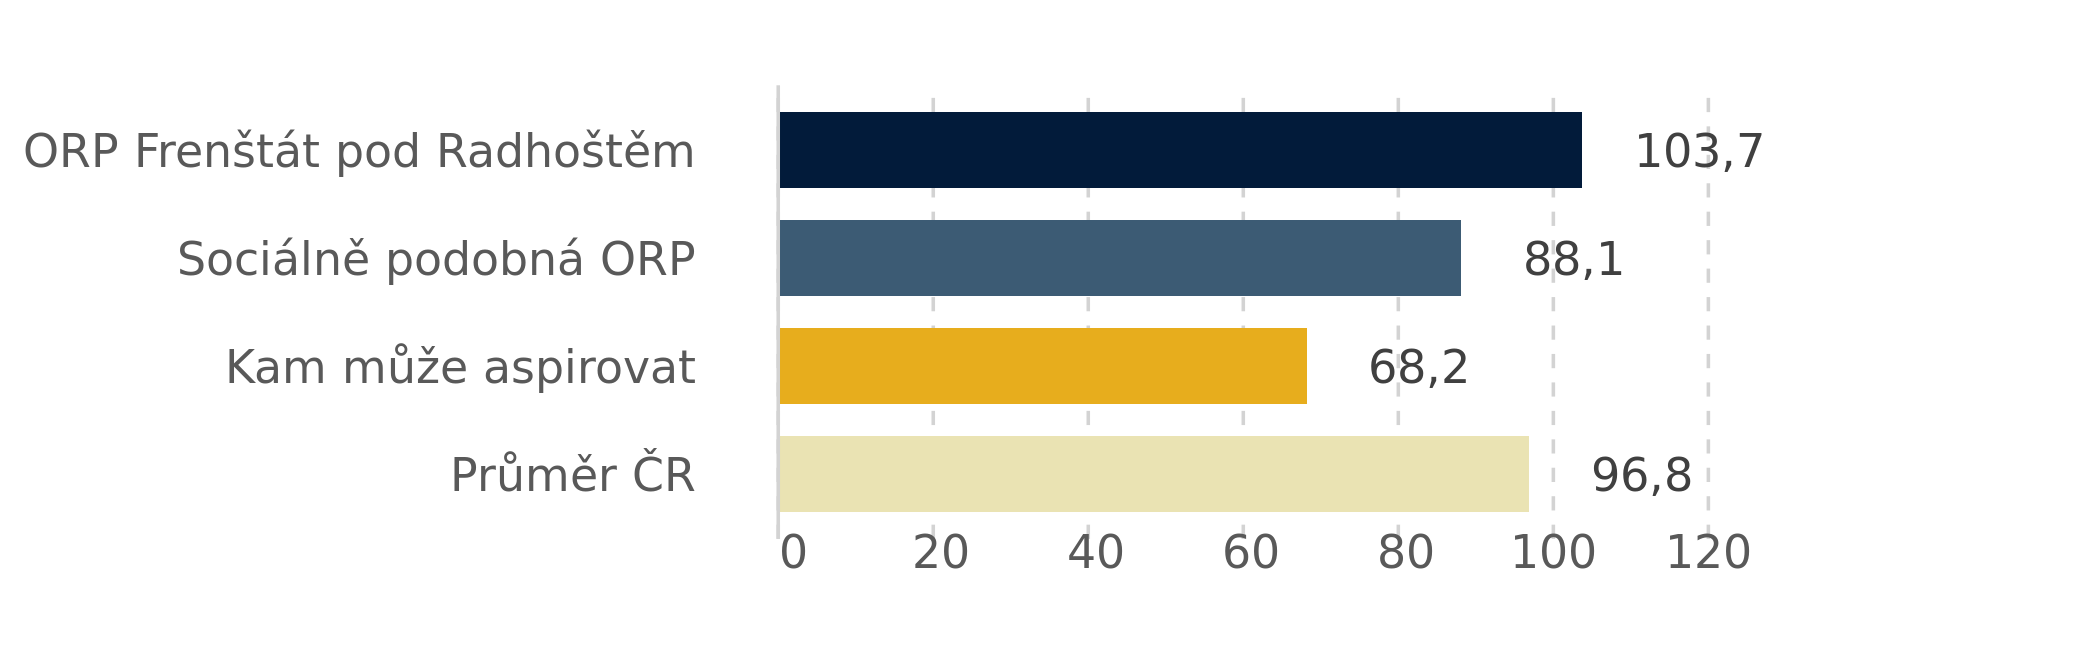 ORP Frenštát pod Radhoštěm 103,7
Sociálně podobná ORP 88,1
Kam může aspirovat 68,2
Průměr ČR 96,8
0 20 40 60 80 100 120